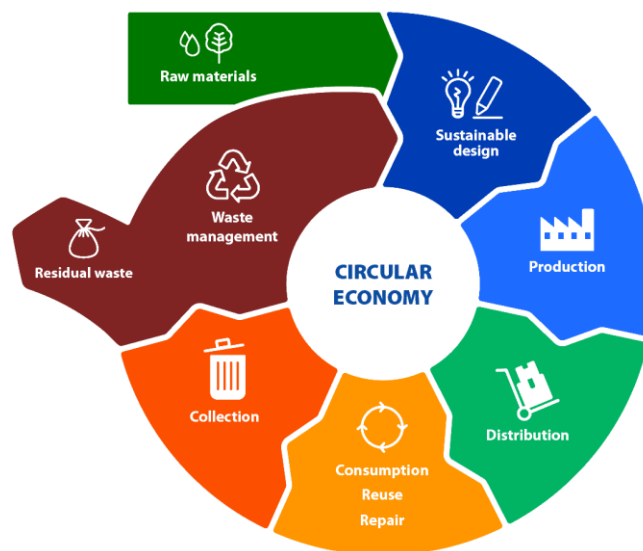 Raw materials
Sustainable
design
Production
Distribution
Consumption
Reuse
Repair
Collection
Waste
management
Residual waste
CIRCULAR
ECONOMY